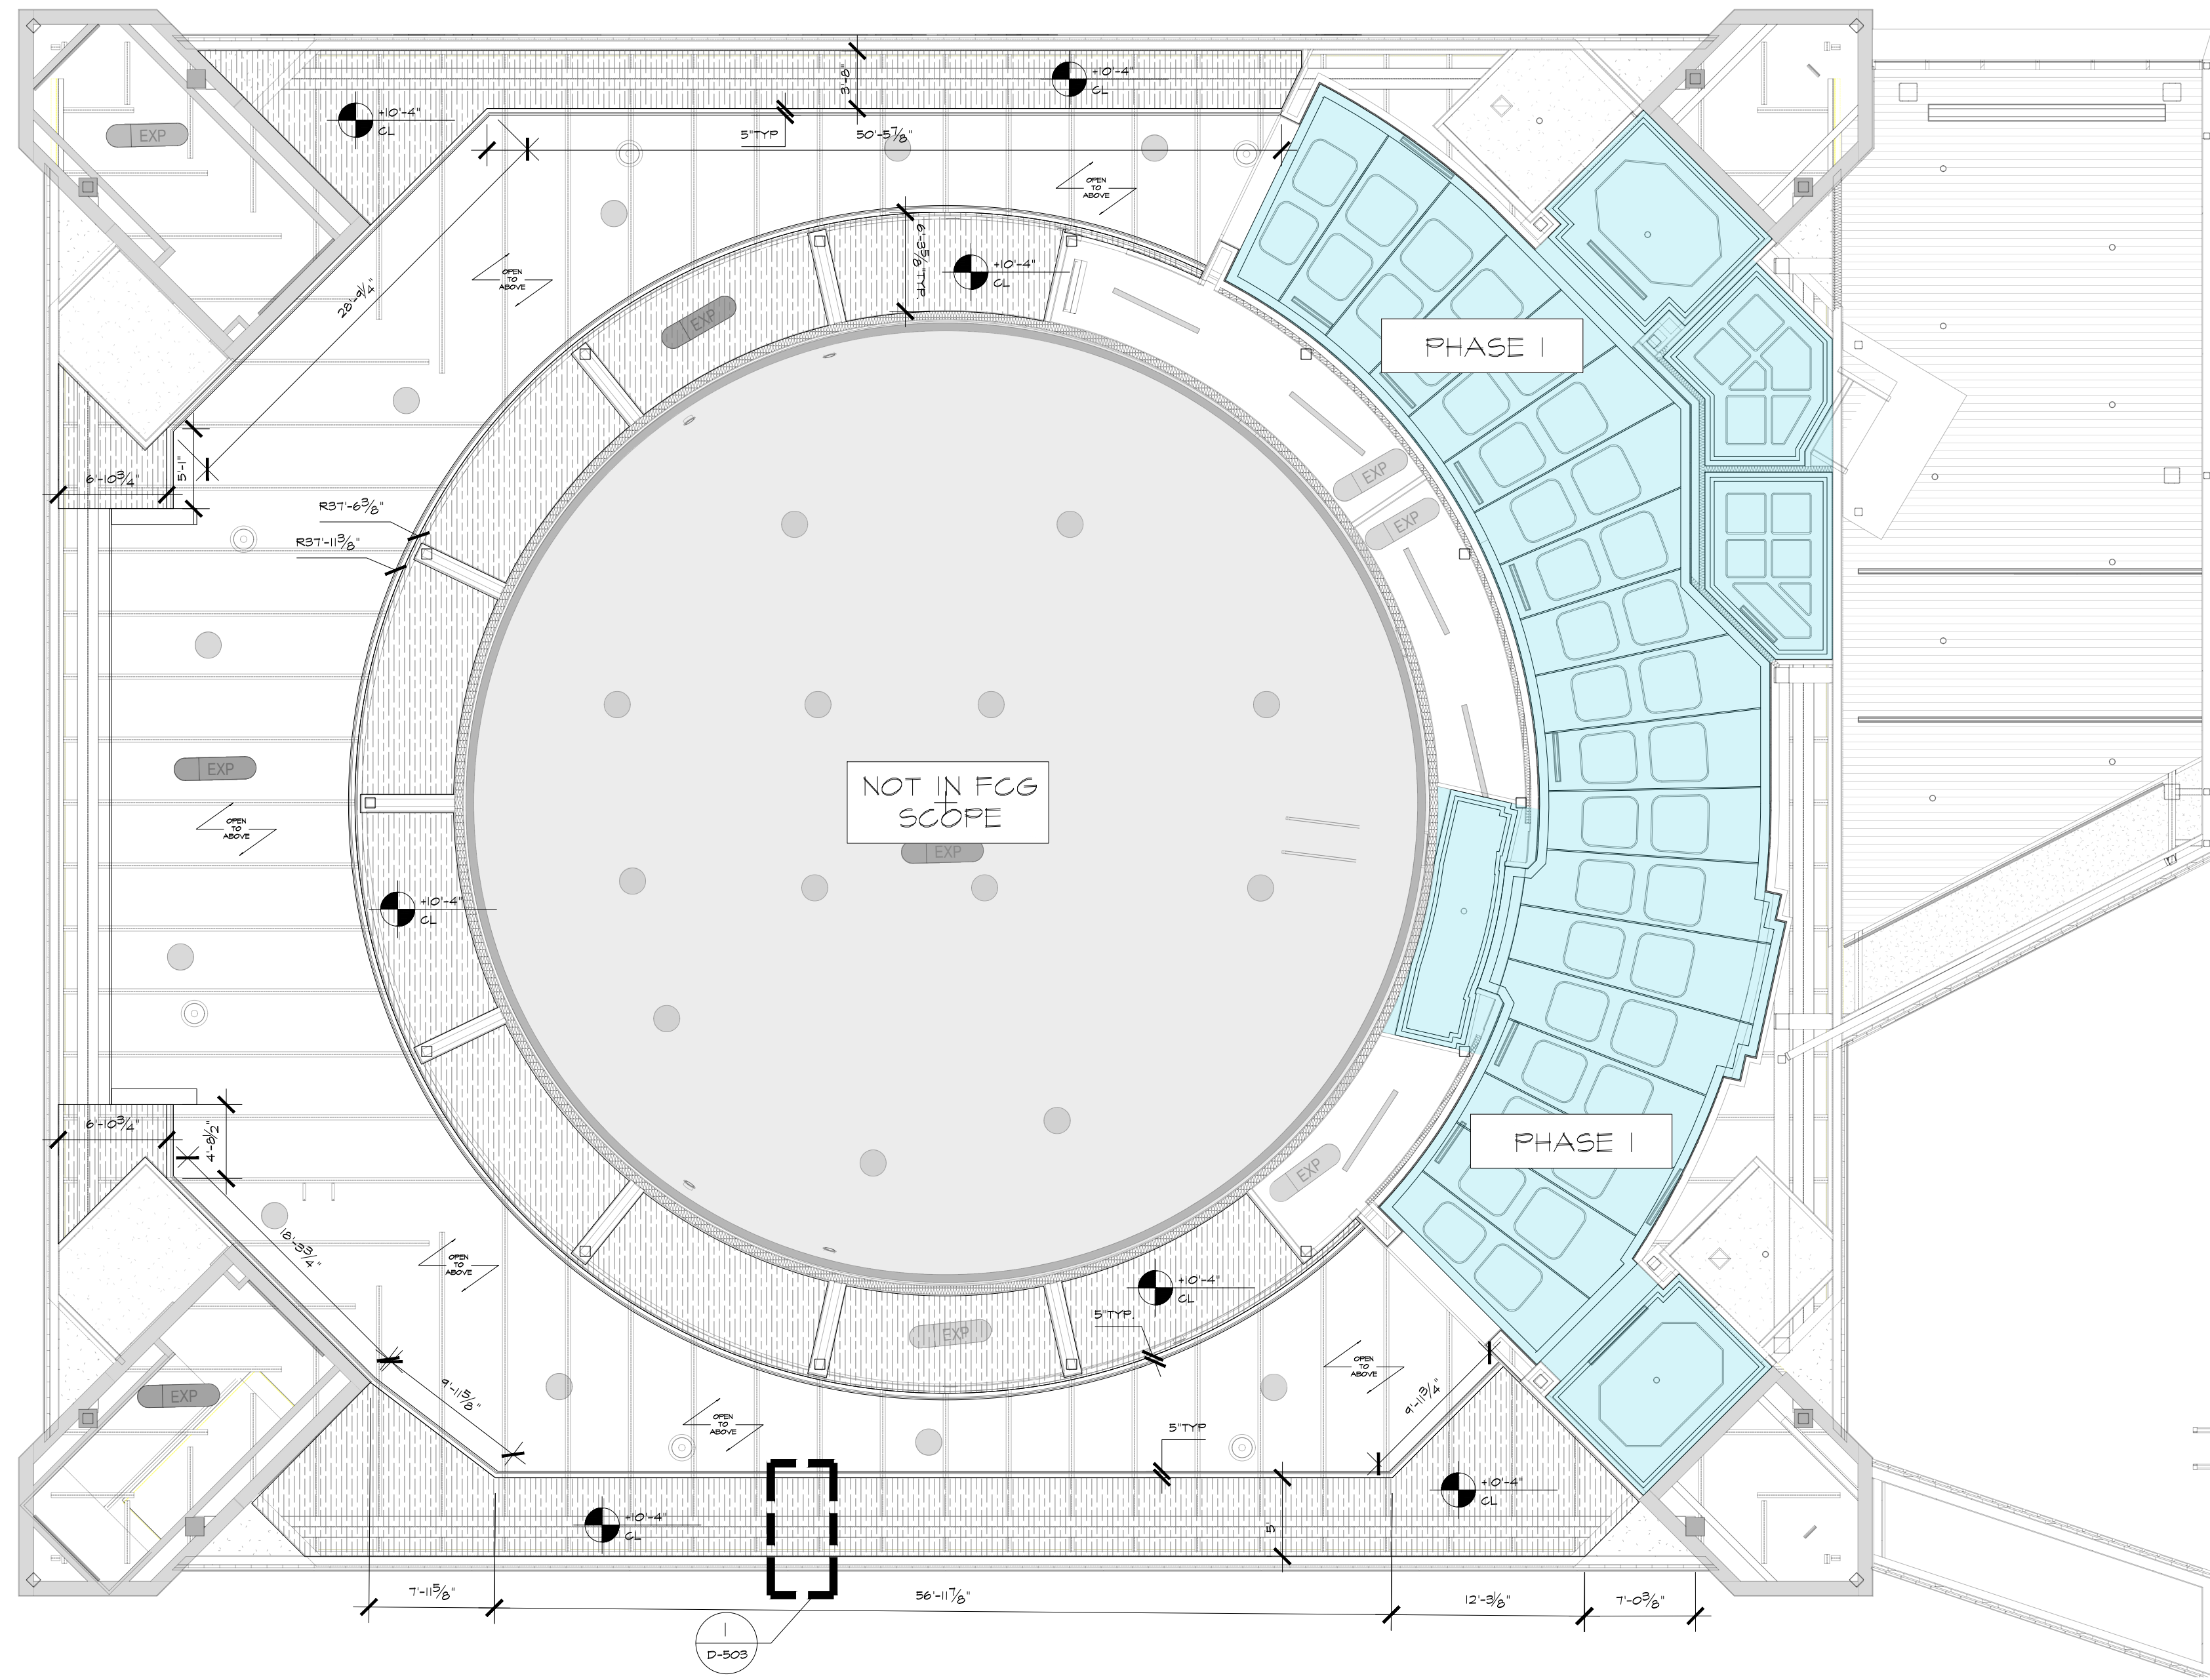 +10'-4"
CL
3'-8"
+10'-4"
CL
EXP
5"TYP
50'-5 7/8"
OPEN
TO
ABOVE
OPEN
TO
ABOVE
28'-9 1/4"
6'-3 5/8" TYP.
+10'-4"
CL
EXP
PHASE 1
6'-10 3/4"
5'-1"
R37'-6 3/8"
R37'-11 3/8"
EXP
EXP
EXP
NOT IN FCG
SCOPE
EXP
OPEN
TO
ABOVE
+10'-4"
CL
6'-10 3/4"
4'-8 1/2"
PHASE 1
EXP
18'-3 3/4"
OPEN
TO
ABOVE
+10'-4"
CL
5"TYP.
EXP
OPEN
TO
ABOVE
EXP
9'-11 5/8"
9'-11 3/4"
OPEN
TO
ABOVE
5"TYP
+10'-4"
CL
+10'-4"
CL
5'
7'-11 5/8"
56'-11 7/8"
12'-3/8"
7'-0 3/8"
1
D-503